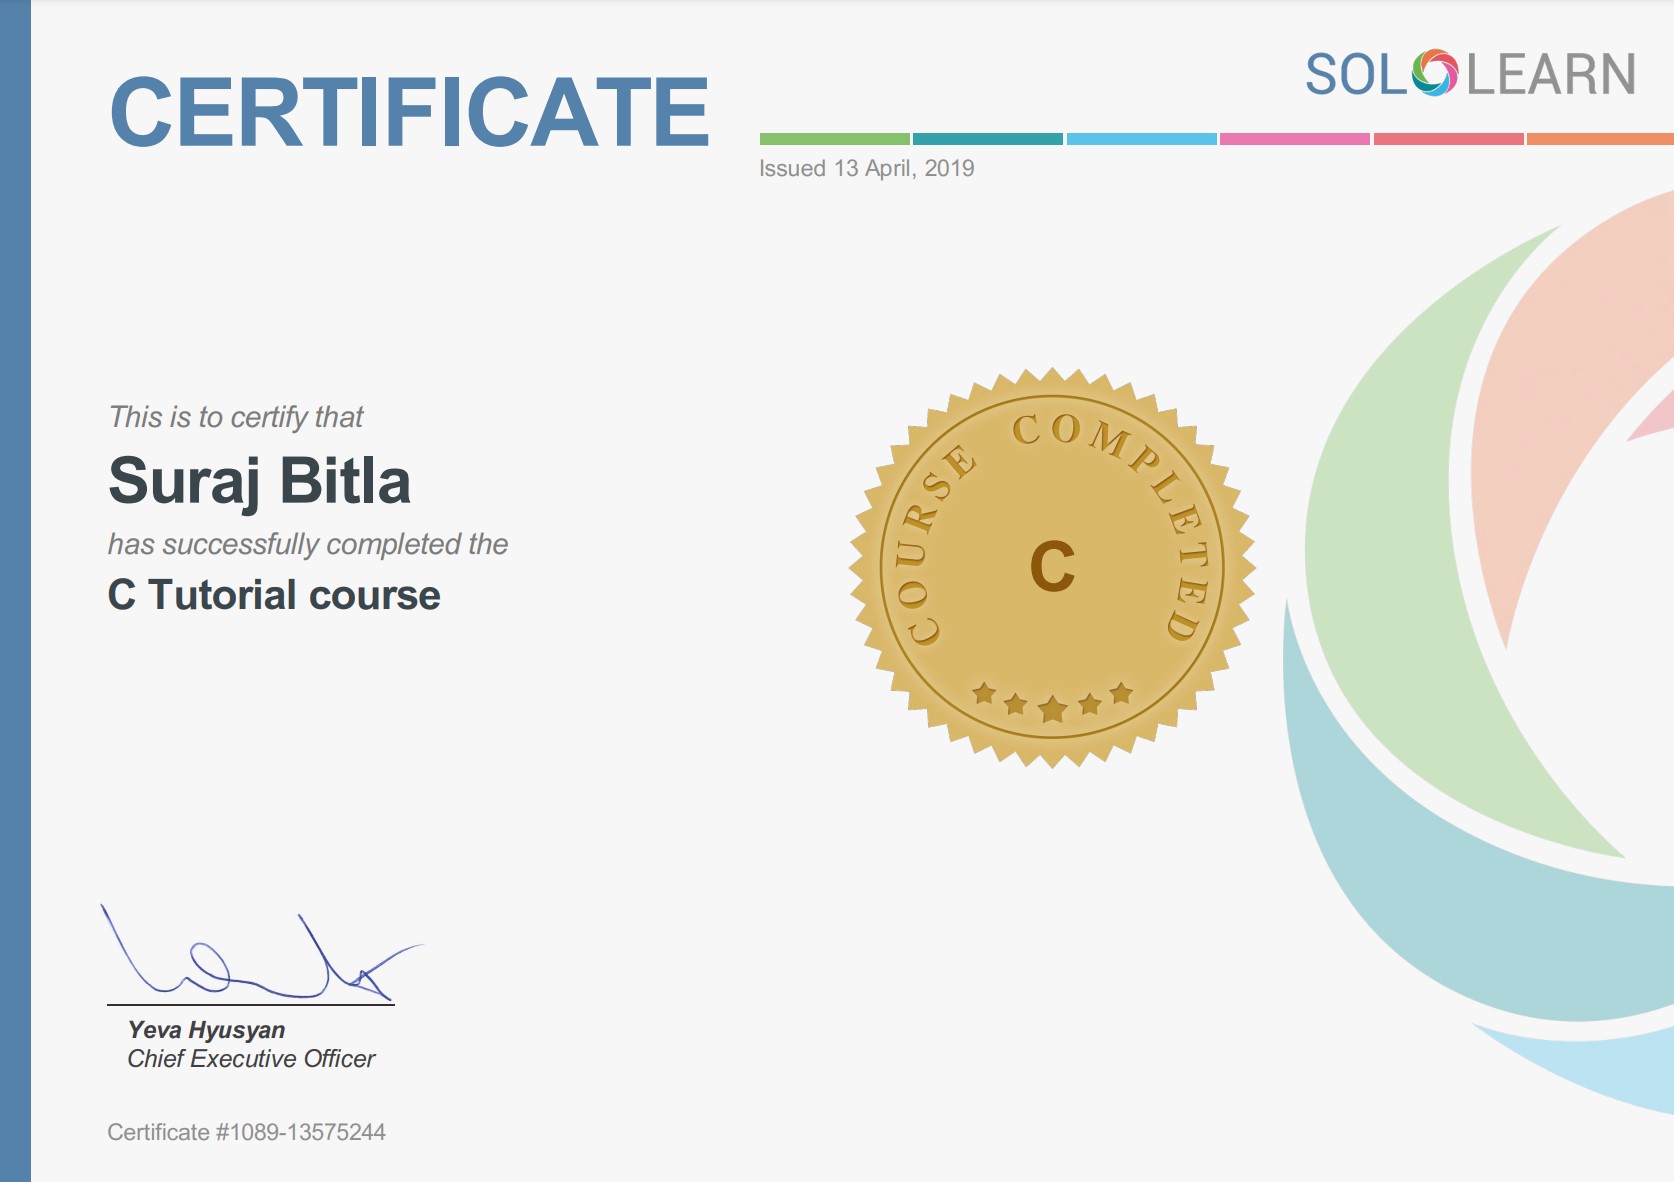 CERTIFICATE
SOLOLEARN
Issued 13 April, 2019
This is to certify that
Suraj Bitla
has successfully completed the
C Tutorial course
COURSE COMPLETED
C
Yeva Hyusyan
Chief Executive Officer
Certificate #1089-13575244